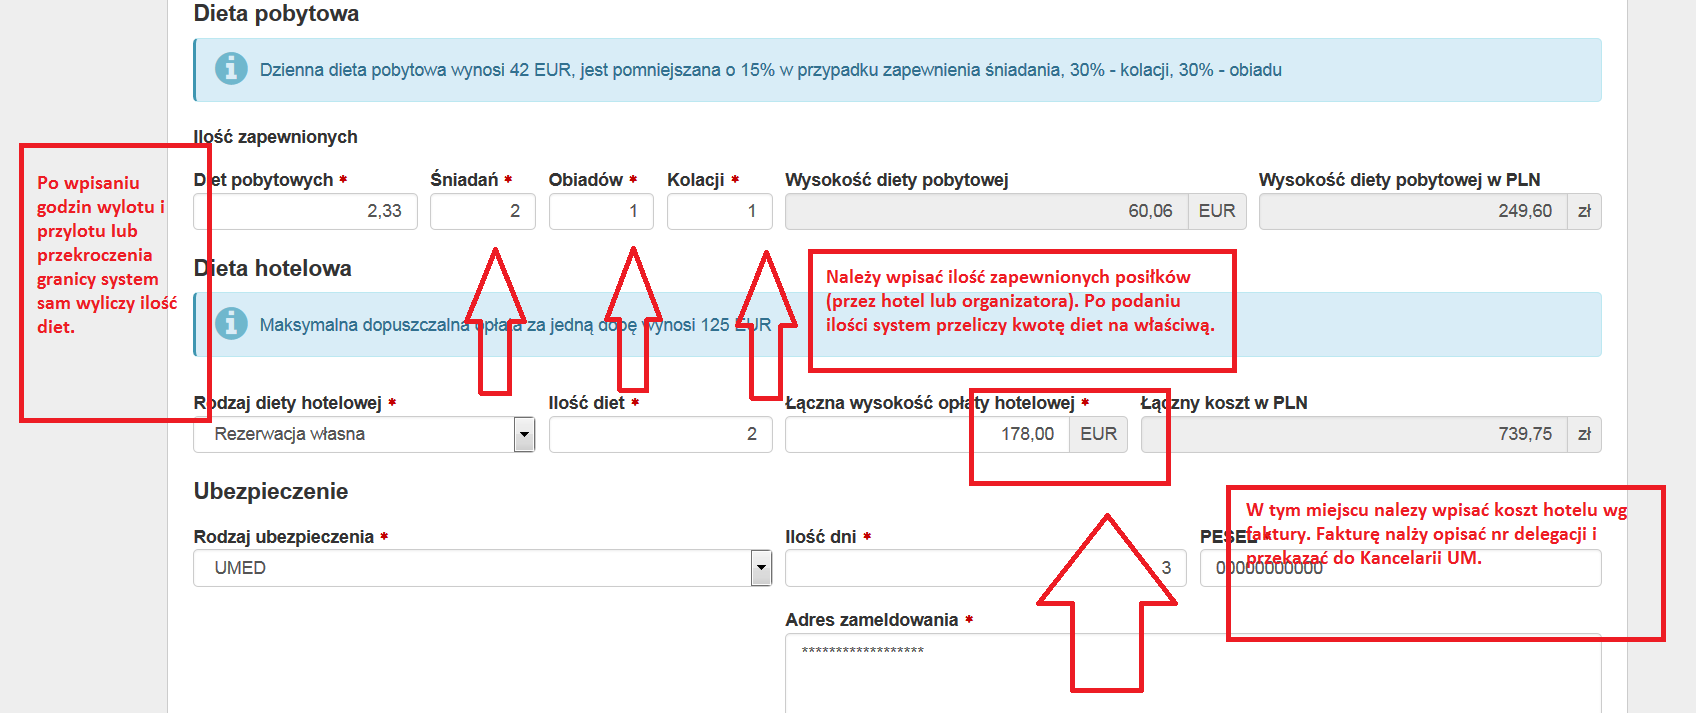 Dieta pobytowa
Dzienna dieta pobytowa wynosi 42 EUR, jest pomniejszana o 15% w przypadku zapewnienia śniadania, 30% - kolacji, 30% - obiadu
Ilość zapewnionych
Diet pobytowych *
Śniadań *
Obiadów *
Kolacji *
Wysokość diety pobytowej
Wysokość diety pobytowej w PLN
2,33
2
1
1
60,06 EUR
249,60 zł
Po wpisaniu
godzin wylotu i
przylotu lub
przekroczenia
granicy system
sam wyliczy ilość
diet.
Dieta hotelowa
Maksymalna dopuszczalna opłata za jedną dobę wynosi 125 EUR
Należy wpisać ilość zapewnionych posiłków
(przez hotel lub organizatora). Po podaniu
ilości system przeliczy kwotę diet na właściwą.
Rodzaj diety hotelowej *
Ilość diet *
Łączna wysokość opłaty hotelowej *
Łączny koszt w PLN
Rezerwacja własna
2
178,00 EUR
739,75 zł
Ubezpieczenie
Rodzaj ubezpieczenia *
Ilość dni *
PESEL *
UMED
3
00000000000
W tym miejscu nalezy wpisać koszt hotelu wg
faktury. Fakturę nalży opisać nr delegacji i
przekazać do Kancelarii UM.
Adres zameldowania *
******************